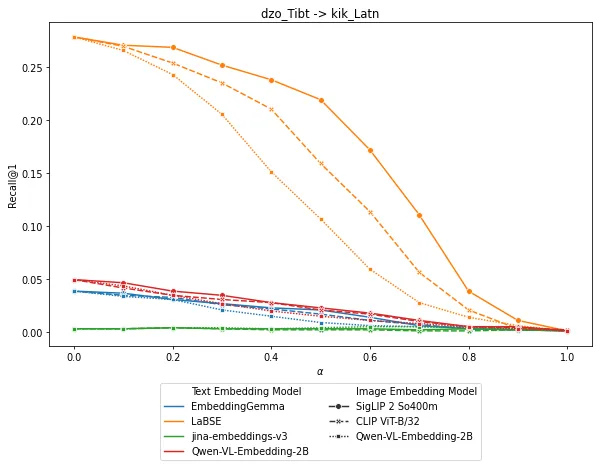 dzo_Tibt -> kik_Latn
Recall@1
0.25
0.20
0.15
0.10
0.05
0.00
0.0 0.2 0.4 0.6 0.8 1.0
α
Text Embedding Model Image Embedding Model
EmbeddingGemma SigLIP 2 So400m
LaBSE CLIP ViT-B/32
jina-embeddings-v3 Qwen-VL-Embedding-2B
Qwen-VL-Embedding-2B